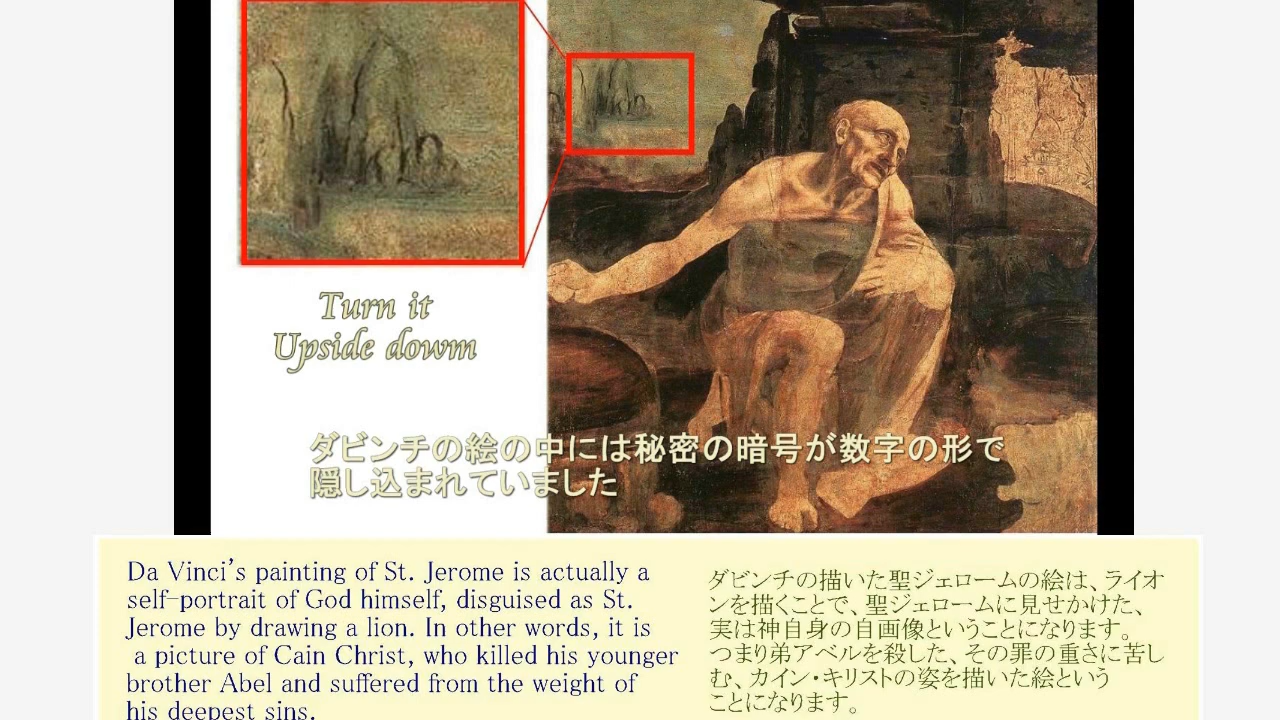 Turn it
Upside dowm
ダビンチの絵の中には秘密の暗号が数字の形で
隠し込まれていました
Da Vinci's painting of St. Jerome is actually a
self-portrait of God himself, disguised as St.
Jerome by drawing a lion. In other words, it is
a picture of Cain Christ, who killed his younger
brother Abel and suffered from the weight of
his deepest sins.
ダビンチの描いた聖ジェロームの絵は、ライオ
ンを描くことで、聖ジェロームに見せかけた、
実は神自身の自画像ということになります。
つまり弟アベルを殺した、その罪の重さに苦し
む、カイン・キリストの姿を描いた絵という
ことになります。